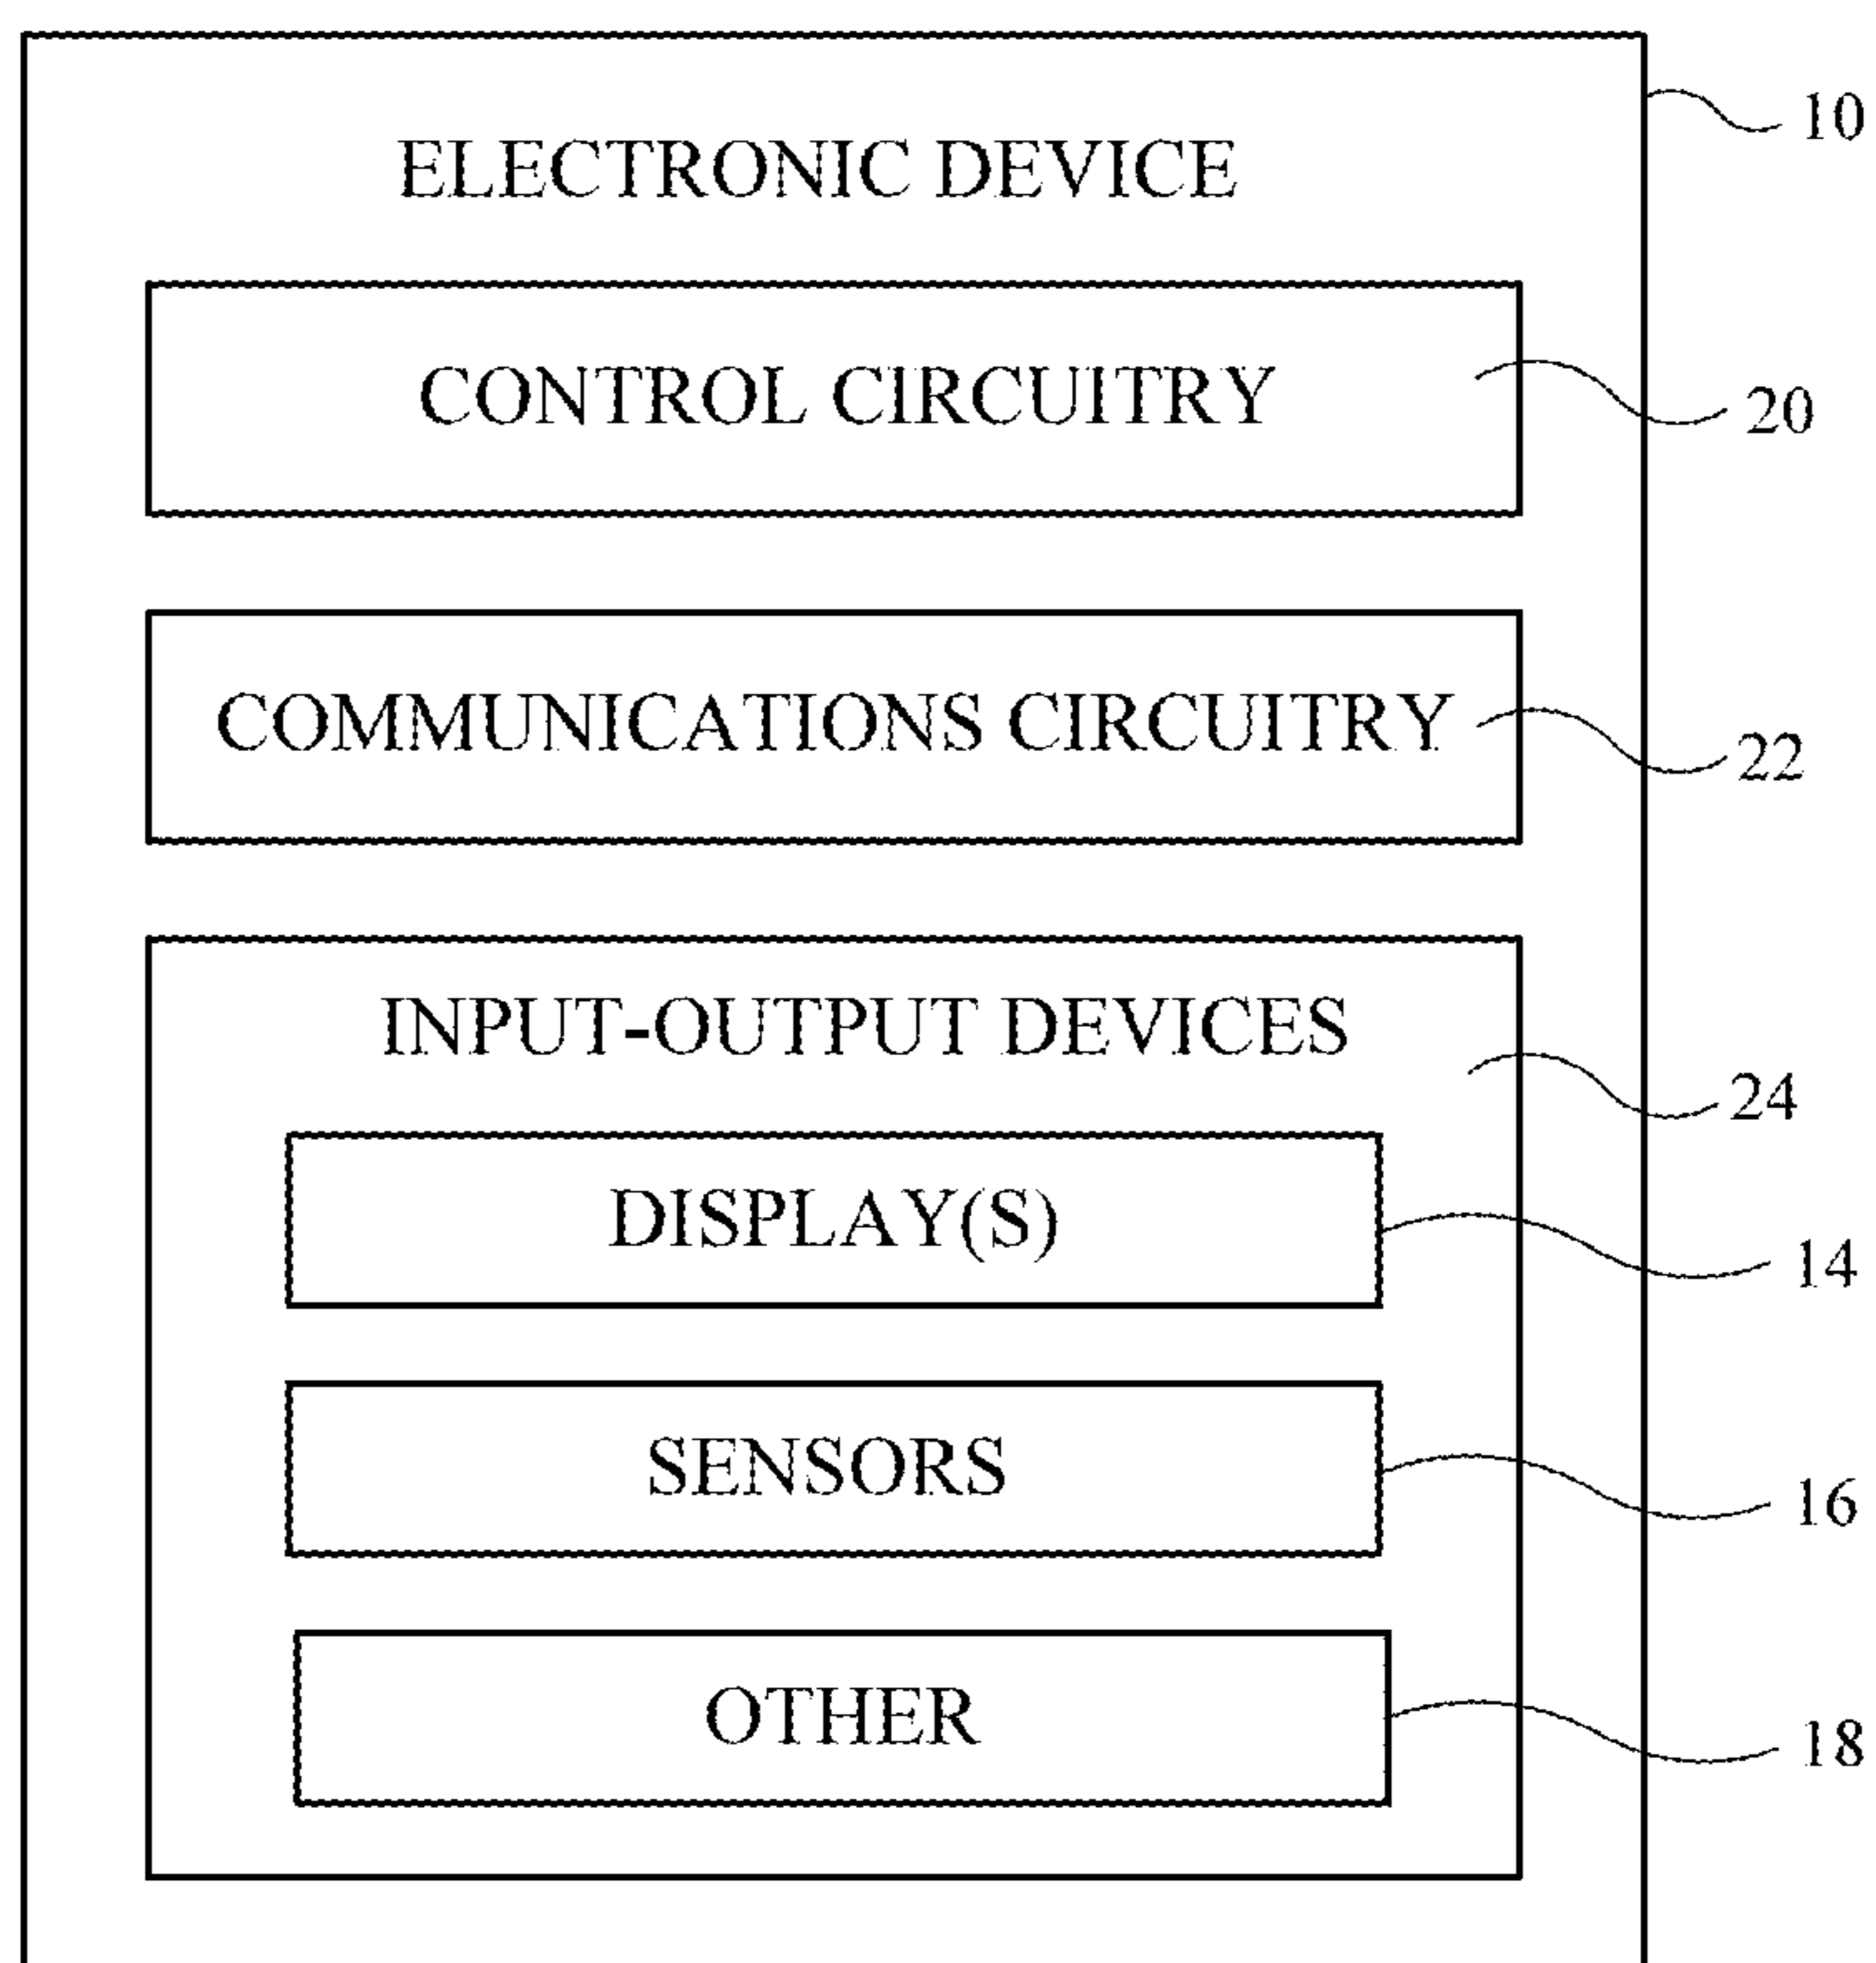 10
ELECTRONIC DEVICE
CONTROL CIRCUITRY
20
COMMUNICATIONS CIRCUITRY
22
INPUT-OUTPUT DEVICES
24
DISPLAY(S)
14
SENSORS
16
OTHER
18